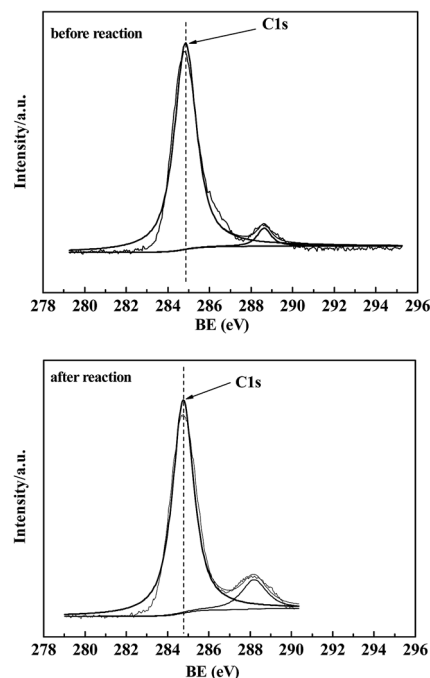 before reaction
C1s
Intensity/a.u.
278 280 282 284 286 288 290 292 294 296
BE (eV)
after reaction
C1s
Intensity/a.u.
278 280 282 284 286 288 290 292 294 296
BE (eV)